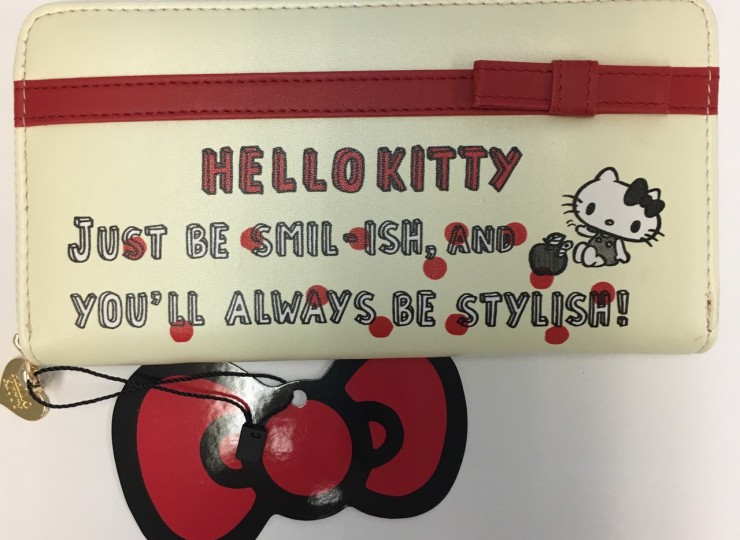 HELLO KITTY
JUST BE SMIL-ISH, AND
YOU'LL ALWAYS BE STYLISH!